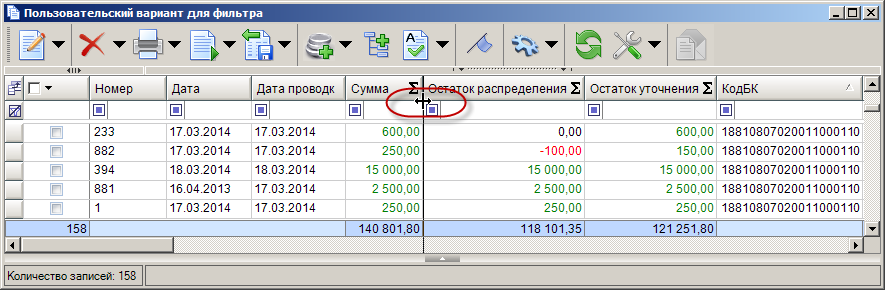 Пользовательский вариант для фильтра
Номер Дата Дата проводк Сумма Σ Остаток распределения Σ Остаток уточнения Σ КодБК
233 17.03.2014 17.03.2014 600,00 0,00 600,00 18810807020011000110
882 17.03.2014 17.03.2014 250,00 -100,00 150,00 18810807020011000110
394 18.03.2014 18.03.2014 15 000,00 15 000,00 15 000,00 18810807020011000110
881 16.04.2013 17.03.2014 2 500,00 2 500,00 2 500,00 18810807020011000110
1 17.03.2014 17.03.2014 250,00 250,00 250,00 18810807020011000110
158 140 801,80 118 101,35 121 251,80
Количество записей: 158